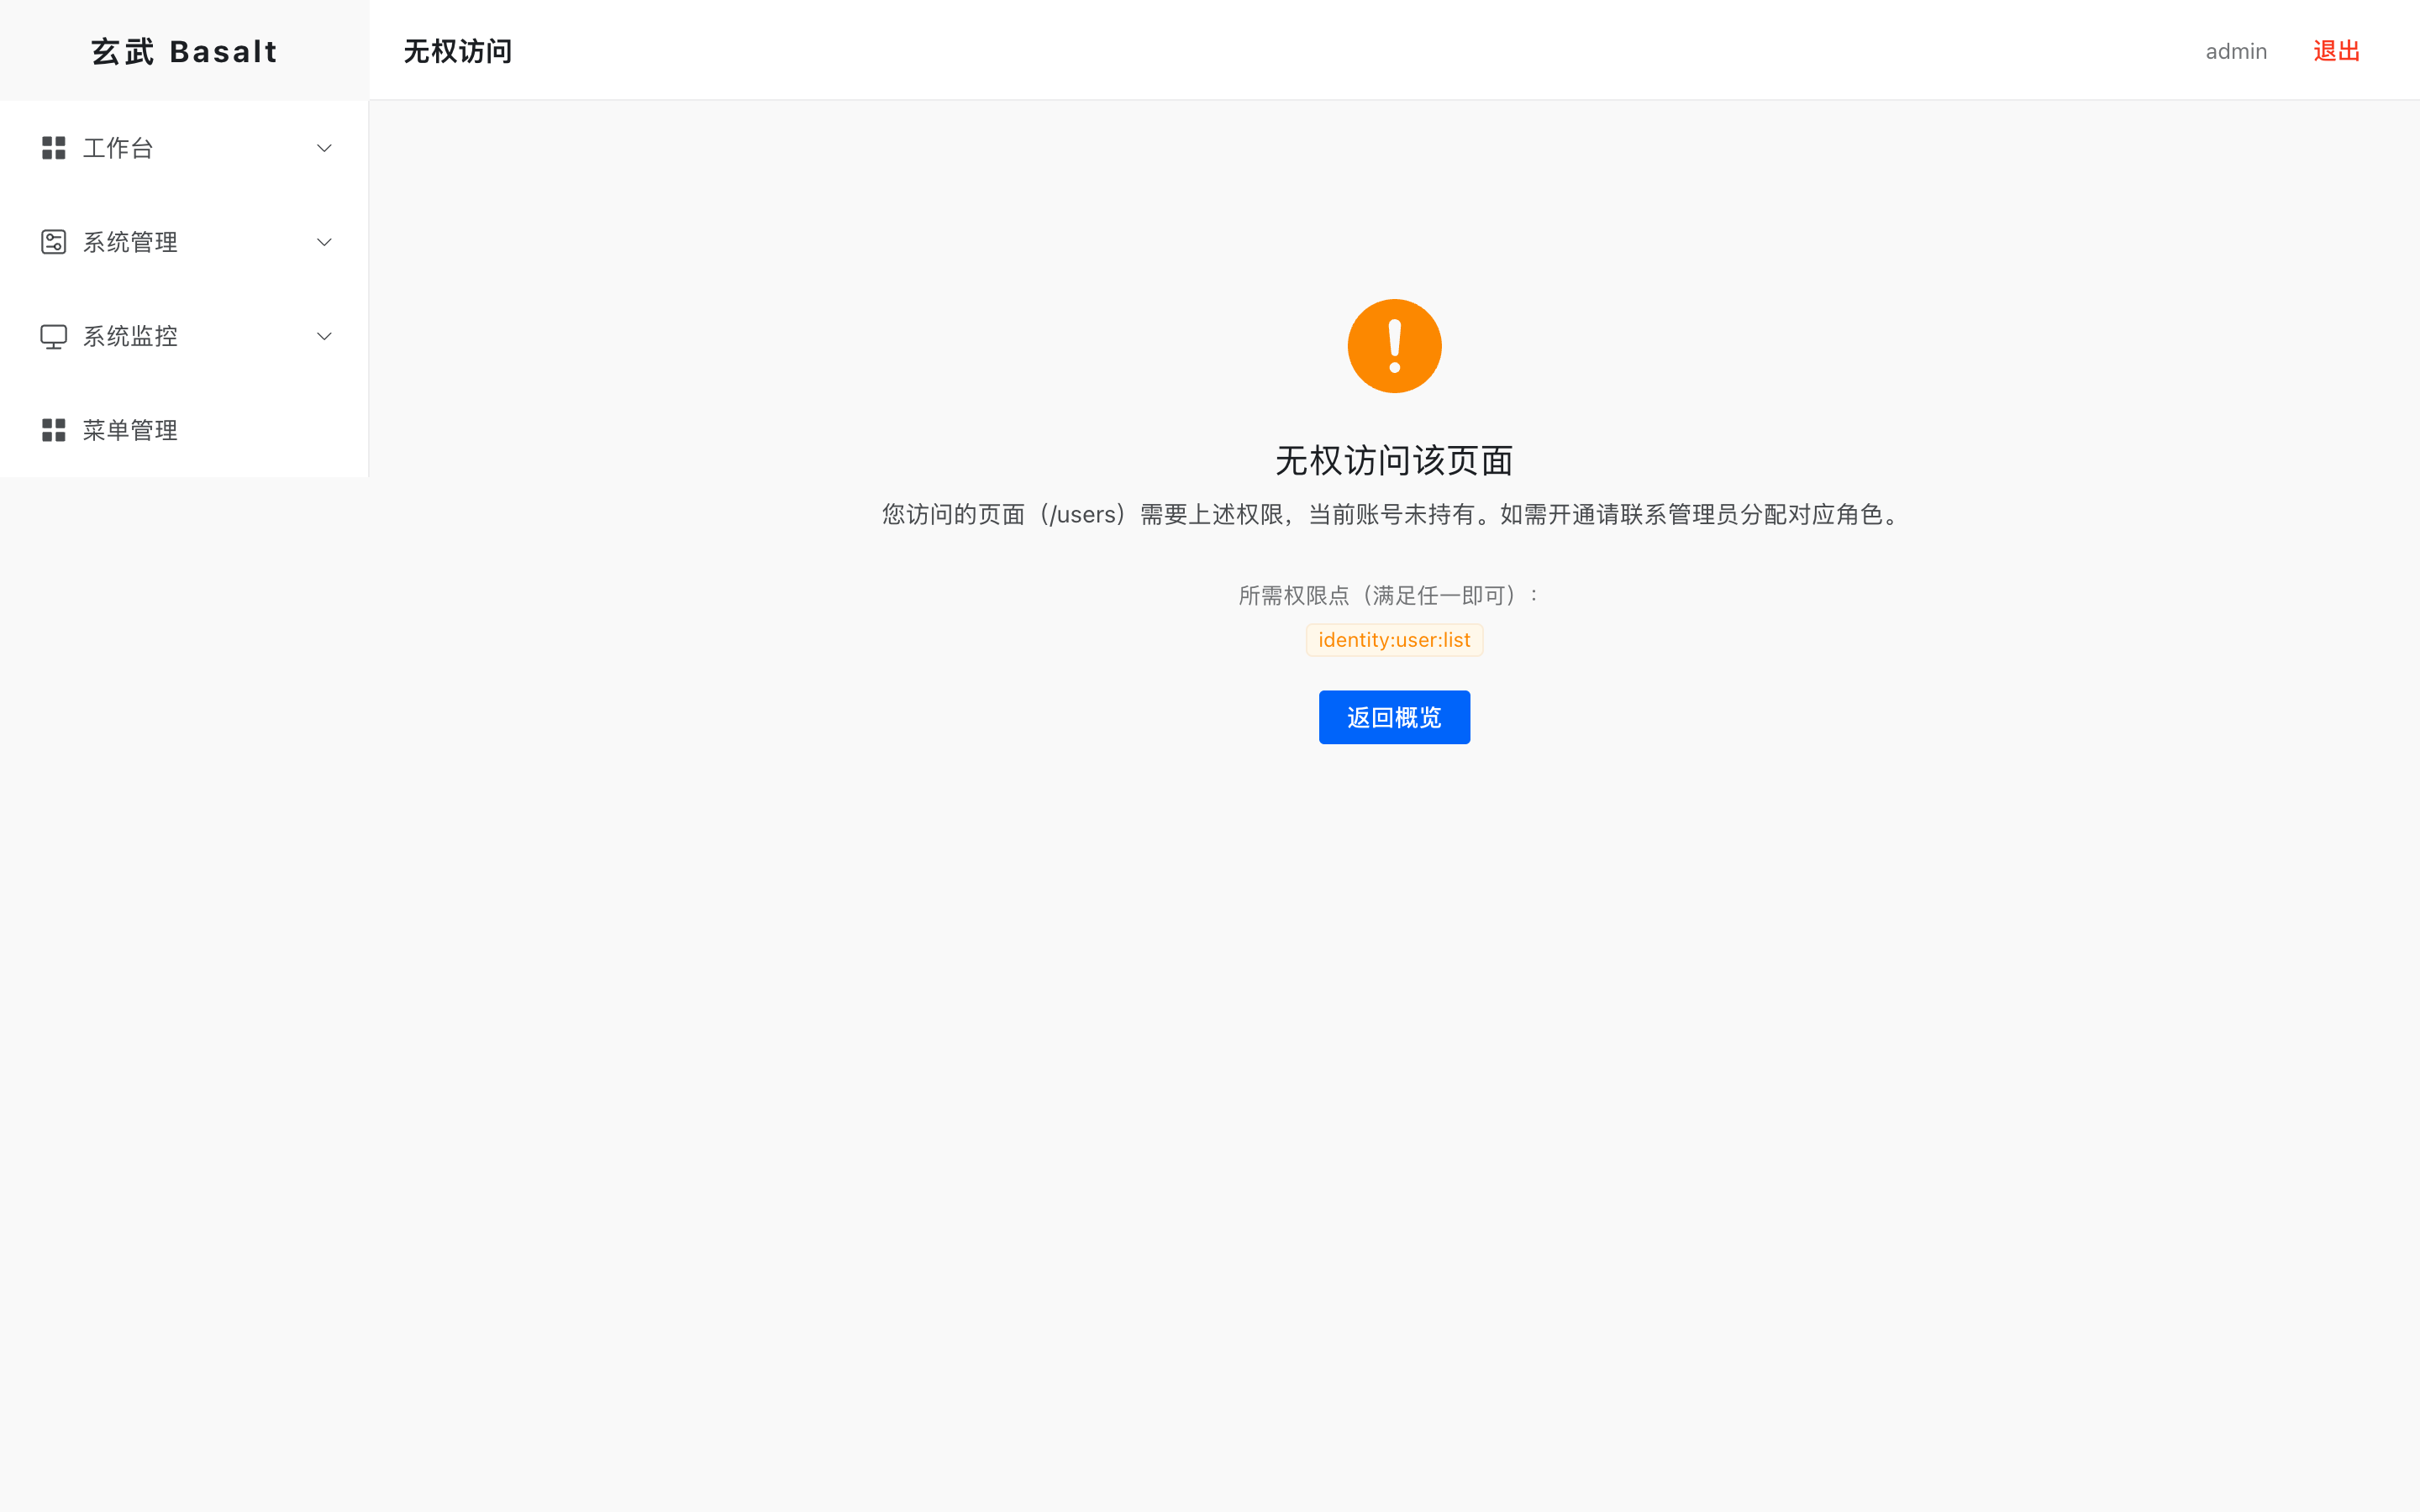 玄武 Basalt
无权访问
admin
退出
工作台
系统管理
系统监控
菜单管理
无权访问该页面
您访问的页面（/users）需要上述权限，当前账号未持有。如需开通请联系管理员分配对应角色。
所需权限点（满足任一即可）：
identity:user:list
返回概览